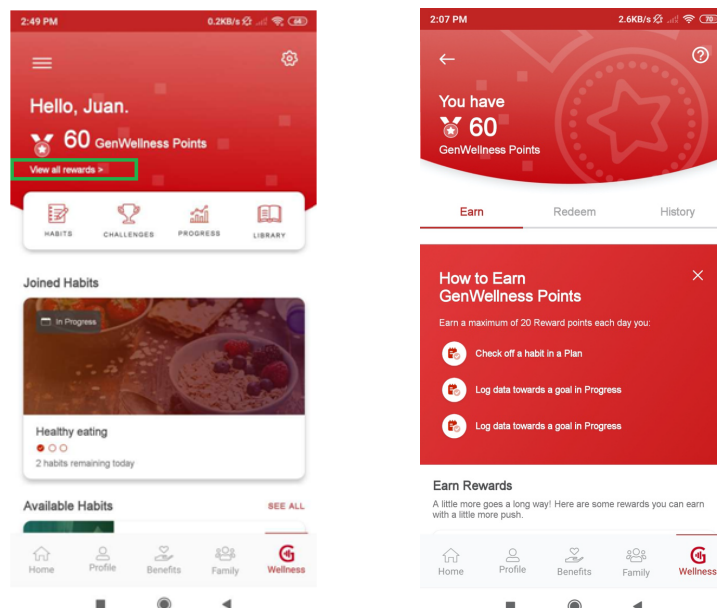 2:49 PM
0.2KB/s
64
Hello, Juan.
60 GenWellness Points
View all rewards >
HABITS
CHALLENGES
PROGRESS
LIBRARY
Joined Habits
In Progress
Healthy eating
2 habits remaining today
Available Habits
SEE ALL
Home
Profile
Benefits
Family
Wellness
2:07 PM
2.6KB/s
70
You have
60
GenWellness Points
Earn
Redeem
History
How to Earn
GenWellness Points
Earn a maximum of 20 Reward points each day you:
Check off a habit in a Plan
Log data towards a goal in Progress
Log data towards a goal in Progress
Earn Rewards
A little more goes a long way! Here are some rewards you can earn
with a little more push.
Home
Profile
Benefits
Family
Wellness